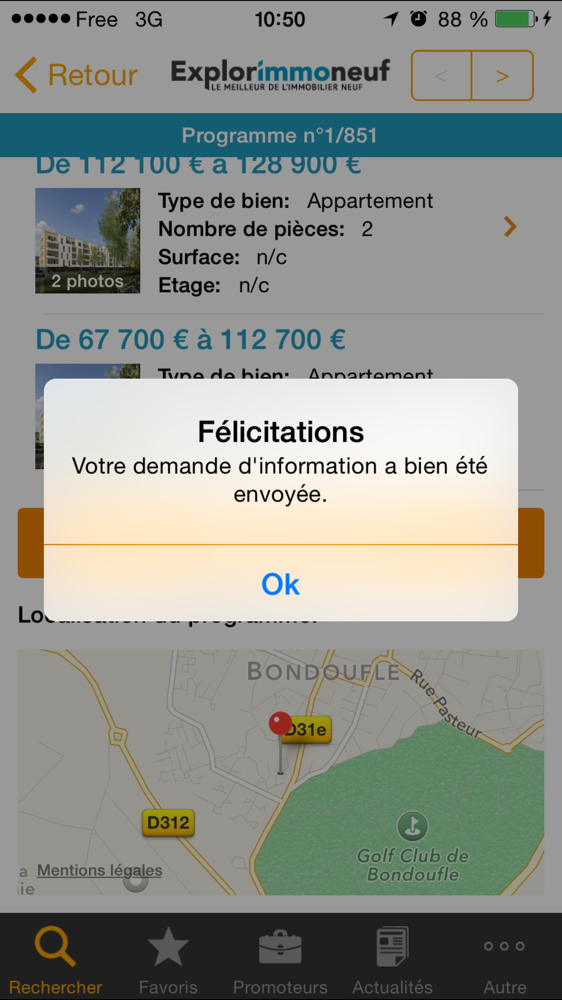 Free 3G 10:50 88 %
Retour Explorimmoneuf < >
LE MEILLEUR DE L'IMMOBILIER NEUF
Programme n°1/851
De 112 100 € à 128 900 €
Type de bien: Appartement
Nombre de pièces: 2
Surface: n/c
2 photos
Etage: n/c
De 67 700 € à 112 700 €
Type de bien: Appartement
Félicitations
Votre demande d'information a bien été
envoyée.
Ok
Localisation du programme:
BONDOUFLE
Rue Pasteur
D31e
D312
Golf Club de
Bondoufle
a Mentions légales
ie
Rechercher Favoris Promoteurs Actualités Autre